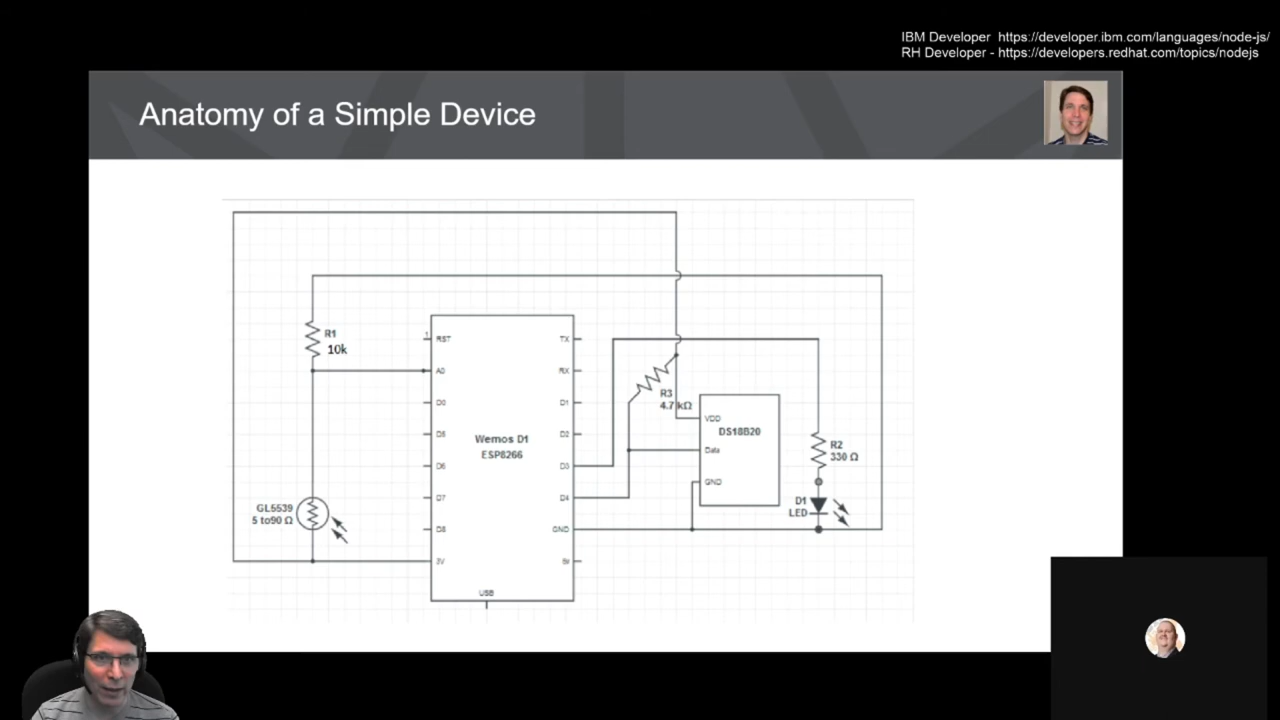 IBM Developer  https://developer.ibm.com/languages/node-js/
RH Developer - https://developers.redhat.com/topics/nodejs
Anatomy of a Simple Device
R1
10k
GL5539
5 to90 Ω
1
RST
A0
D0
D5
D6
D7
D8
3V
Wemos D1
ESP8266
USB
TX
RX
D1
D2
D3
D4
GND
5V
R3
4.7 kΩ
VDD
DS18B20
Data
GND
R2
330 Ω
D1
LED